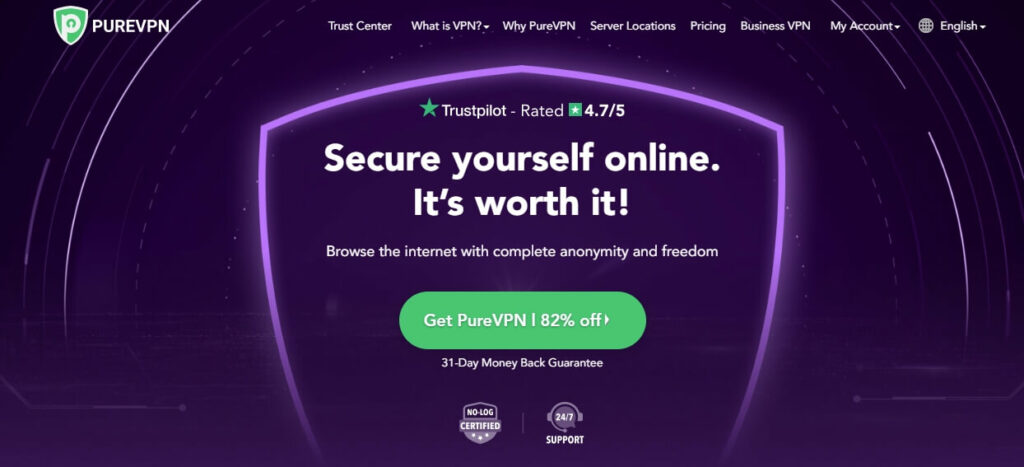 PUREVPN
Trust Center What is VPN? Why PureVPN Server Locations Pricing Business VPN My Account English
Trustpilot - Rated 4.7/5
Secure yourself online.
It's worth it!
Browse the internet with complete anonymity and freedom
Get PureVPN | 82% off
31-Day Money Back Guarantee
NO-LOG
CERTIFIED
24/7
SUPPORT